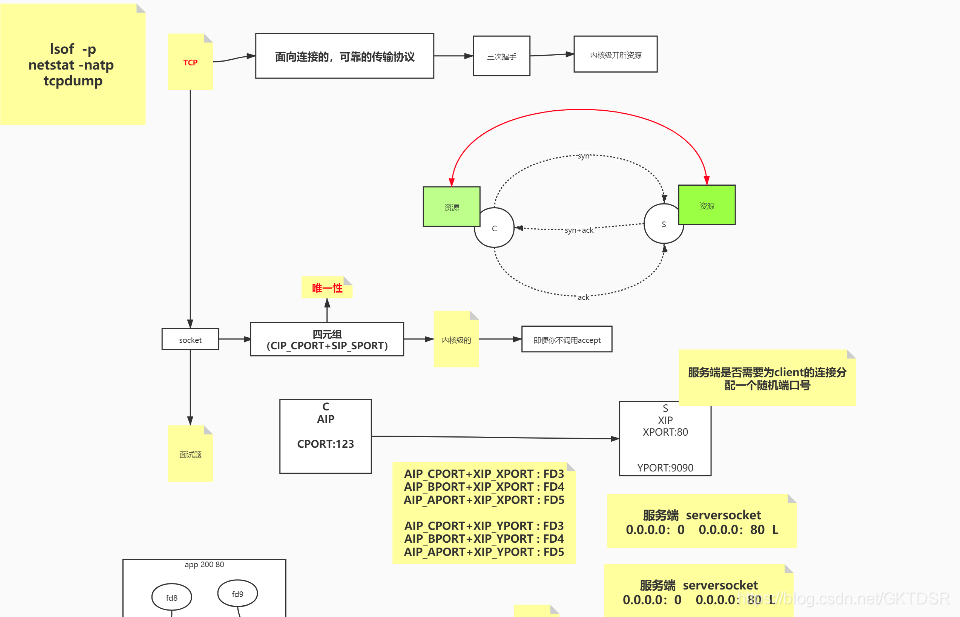 lsof -p
netstat -natp
tcpdump
TCP
面向连接的，可靠的传输协议
三次握手
内核级开辟资源
syn
资源
资源
C
S
syn+ack
ack
唯一性
socket
四元组
（CIP_CPORT+SIP_SPORT）
内核级的
即便你不调用accept
服务端是否需要为client的连接分
配一个随机端口号
C
AIP
CPORT:123
S
XIP
XPORT:80
YPORT:9090
面试题
AIP_CPORT+XIP_XPORT : FD3
AIP_BPORT+XIP_XPORT : FD4
AIP_APORT+XIP_XPORT : FD5
AIP_CPORT+XIP_YPORT : FD3
AIP_BPORT+XIP_YPORT : FD4
AIP_APORT+XIP_YPORT : FD5
服务端 serversocket
0.0.0.0：0 0.0.0.0：80 L
app 200 80
fd8
fd9
服务端 serversocket
0.0.0.0：0 0.0.0.0：80 L
https://blog.csdn.net/GKTDSR